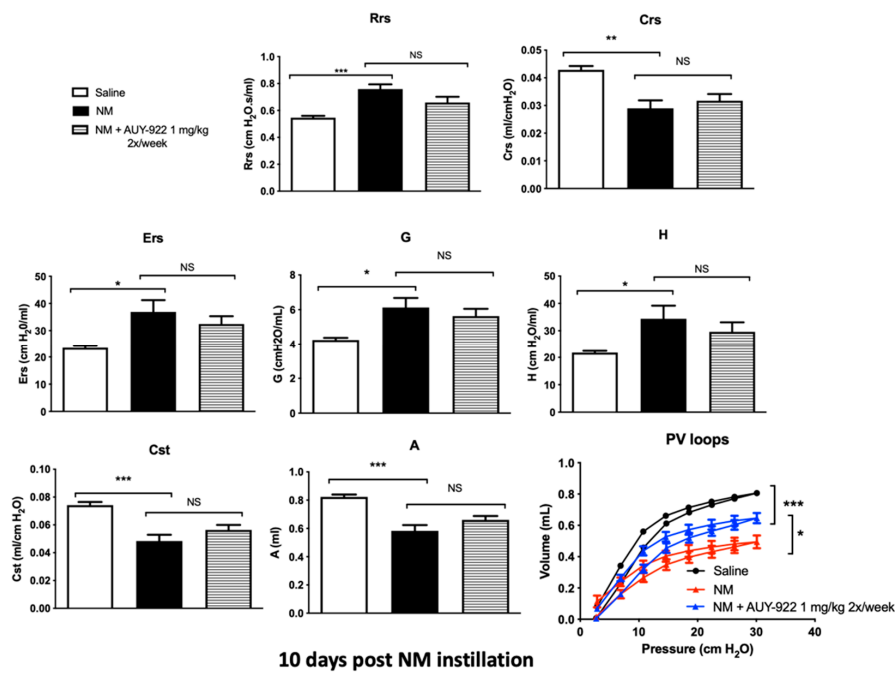 Rrs
Crs
Saline
NM
NM + AUY-922 1 mg/kg
2x/week
Rrs (cm H₂O.s/ml)
1.0
0.8
0.6
0.4
0.2
0.0
***
NS
Crs (ml/cmH₂O)
0.05
0.04
0.03
0.02
0.01
0.00
**
NS
Ers
Ers (cm H₂0/ml)
50
40
30
20
10
0
*
NS
G
G (cmH2O/mL)
8
6
4
2
0
*
NS
H
H (cm H₂O/ml)
50
40
30
20
10
0
*
NS
Cst
Cst (ml/cm H₂O)
0.10
0.08
0.06
0.04
0.02
0.00
***
NS
A
A (ml)
1.0
0.8
0.6
0.4
0.2
0.0
***
NS
PV loops
Volume (mL)
1.0
0.8
0.6
0.4
0.2
0.0
0
10
20
30
40
***
*
Saline
NM
NM + AUY-922 1 mg/kg 2x/week
Pressure (cm H₂O)
10 days post NM instillation